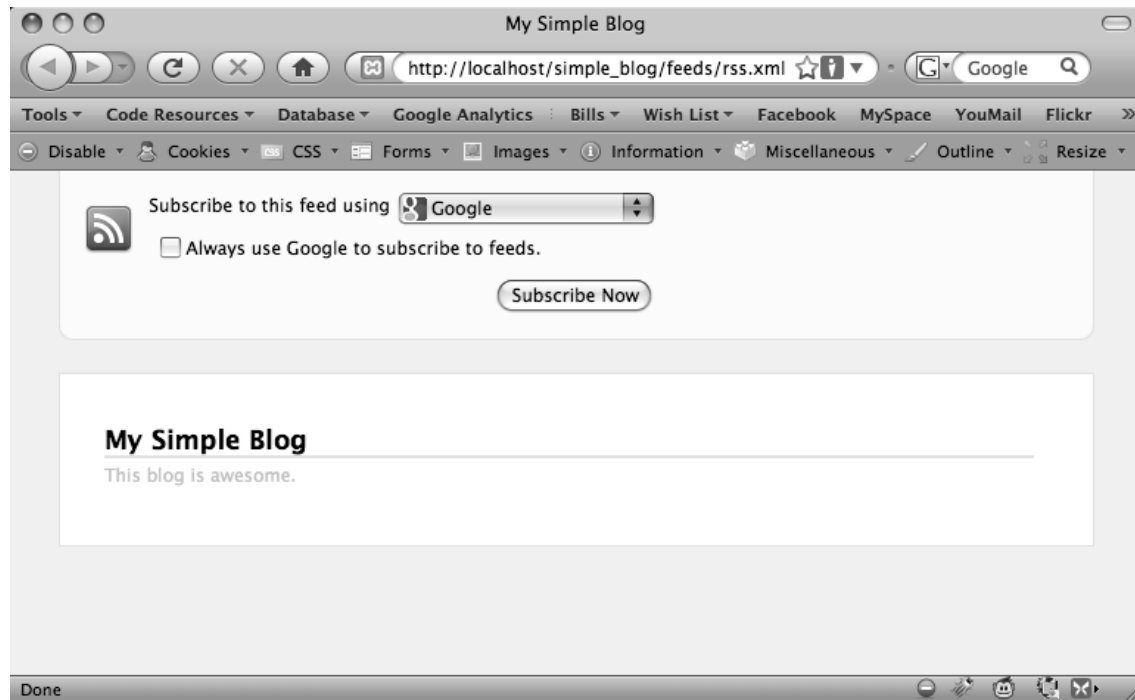 My Simple Blog
http://localhost/simple_blog/feeds/rss.xml G Google
Tools Code Resources Database Google Analytics Bills Wish List Facebook MySpace YouMail Flickr »
Disable Cookies CSS CSS Forms Images Information Miscellaneous Outline Resize
Subscribe to this feed using Google
Always use Google to subscribe to feeds.
Subscribe Now
My Simple Blog
This blog is awesome.
Done